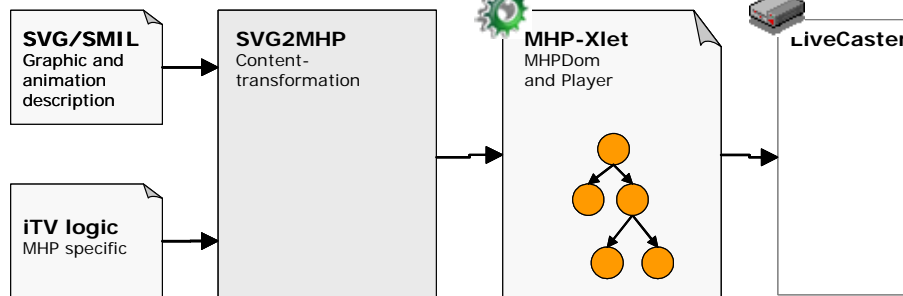 SVG/SMIL
Graphic and
animation
description
SVG2MHP
Content-
transformation
MHP-Xlet
MHPDom
and Player
LiveCaster
iTV logic
MHP specific